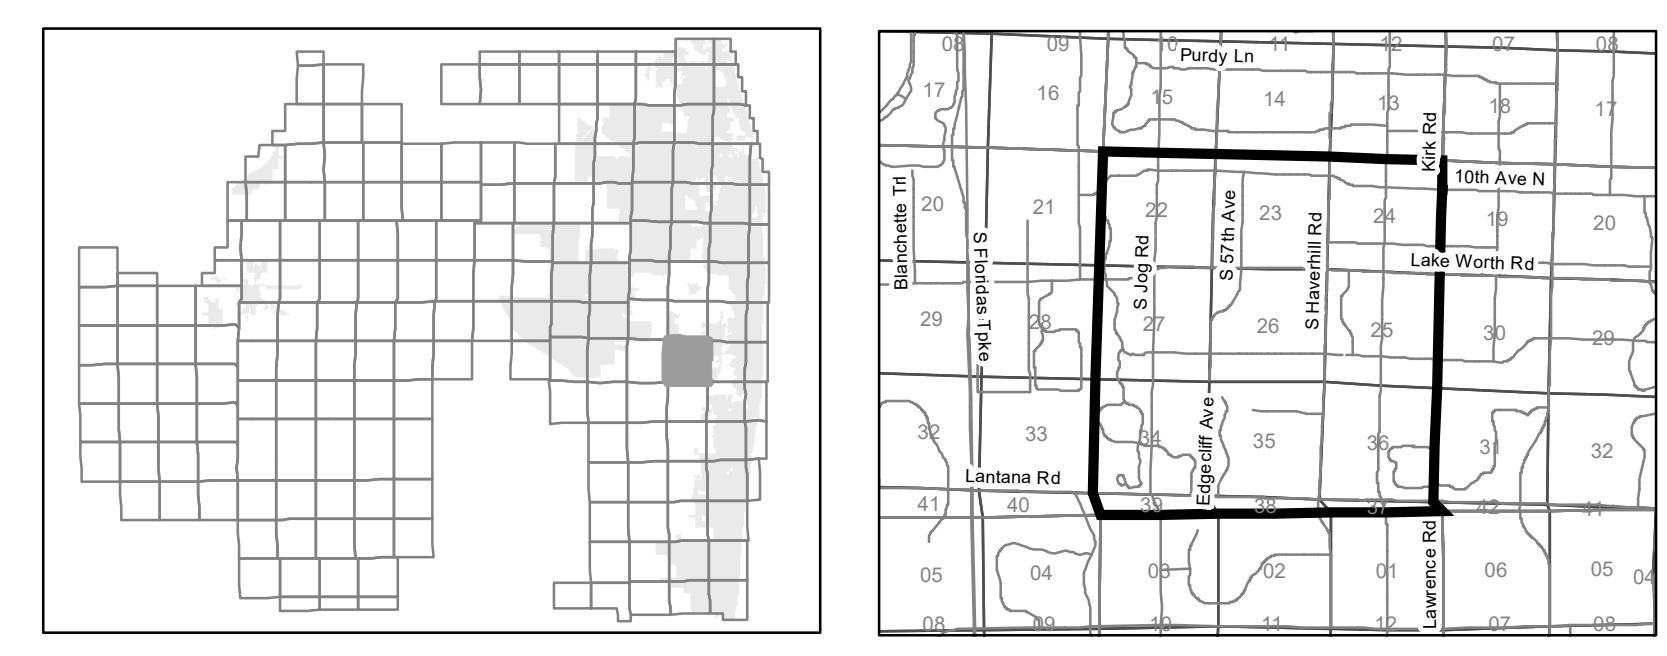 08 09 10 11 12 07 08
Purdy Ln
17 16 15 14 13 18 17
Kirk Rd
10th Ave N
Blanchette Trl
20 21 22 23 24 19 20
S Floridas Tpke
S Jog Rd
S 57th Ave
S Haverhill Rd
Lake Worth Rd
29 28 27 26 25 30 29
Edgecliff Ave
32 33 34 35 36 31 32
Lantana Rd
41 40 39 38 37 42 41
Lawrence Rd
05 04 03 02 01 06 05 04
08 09 10 11 12 07 08